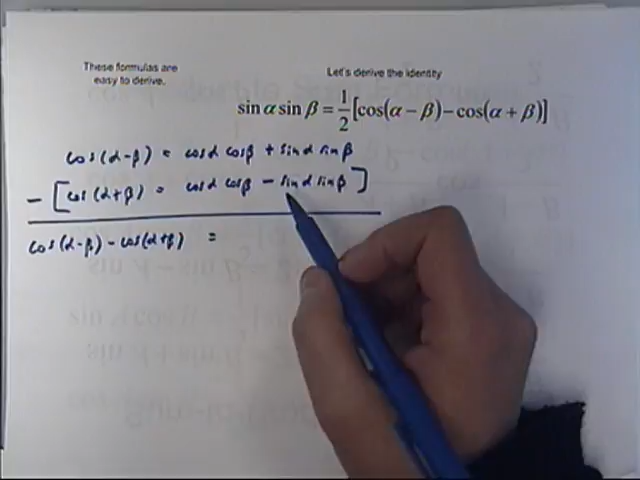 These formulas are
easy to derive.
Let's derive the identity
sin α sin β = 1/2 [cos(α − β) − cos(α + β)]
cos(α-β) = cosα cosβ + sinα sinβ
- [cos(α+β) = cosα cosβ - sinα sinβ]
cos(α-β) - cos(α+β) =